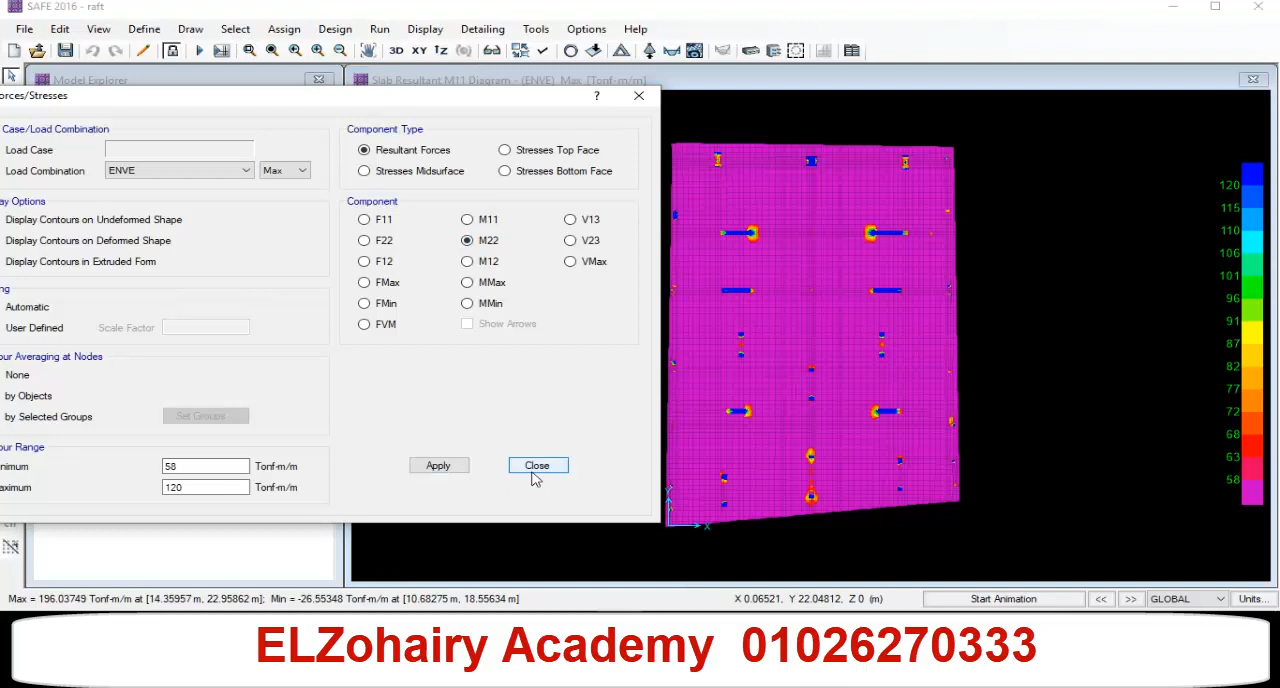 SAFE 2016 - raft
File Edit View Define Draw Select Assign Design Run Display Detailing Tools Options Help
3D XY
Model Explorer
Slab Resultant M11 Diagram - (ENVE) Max [Tonf-m/m]
orces/Stresses ?
Case/Load Combination
Load Case
Load Combination ENVE Max
ay Options
Display Contours on Undeformed Shape
Display Contours on Deformed Shape
Display Contours in Extruded Form
ng
Automatic
User Defined Scale Factor
our Averaging at Nodes
None
by Objects
by Selected Groups Set Groups...
our Range
nimum 58 Tonf-m/m
aximum 120 Tonf-m/m
Component Type
Resultant Forces Stresses Top Face
Stresses Midsurface Stresses Bottom Face
Component
F11 M11 V13
F22 M22 V23
F12 M12 VMax
FMax MMax
FMin MMin
FVM Show Arrows
Apply Close
120
115
110
106
101
96
91
87
82
77
72
68
63
58
Y
X
Max = 196.03749 Tonf-m/m at [14.35957 m, 22.95862 m]; Min = -26.55348 Tonf-m/m at [10.68275 m, 18.55634 m]
X 0.06521, Y 22.04812, Z 0 (m)
Start Animation << >> GLOBAL Units...
ELZohairy Academy 01026270333